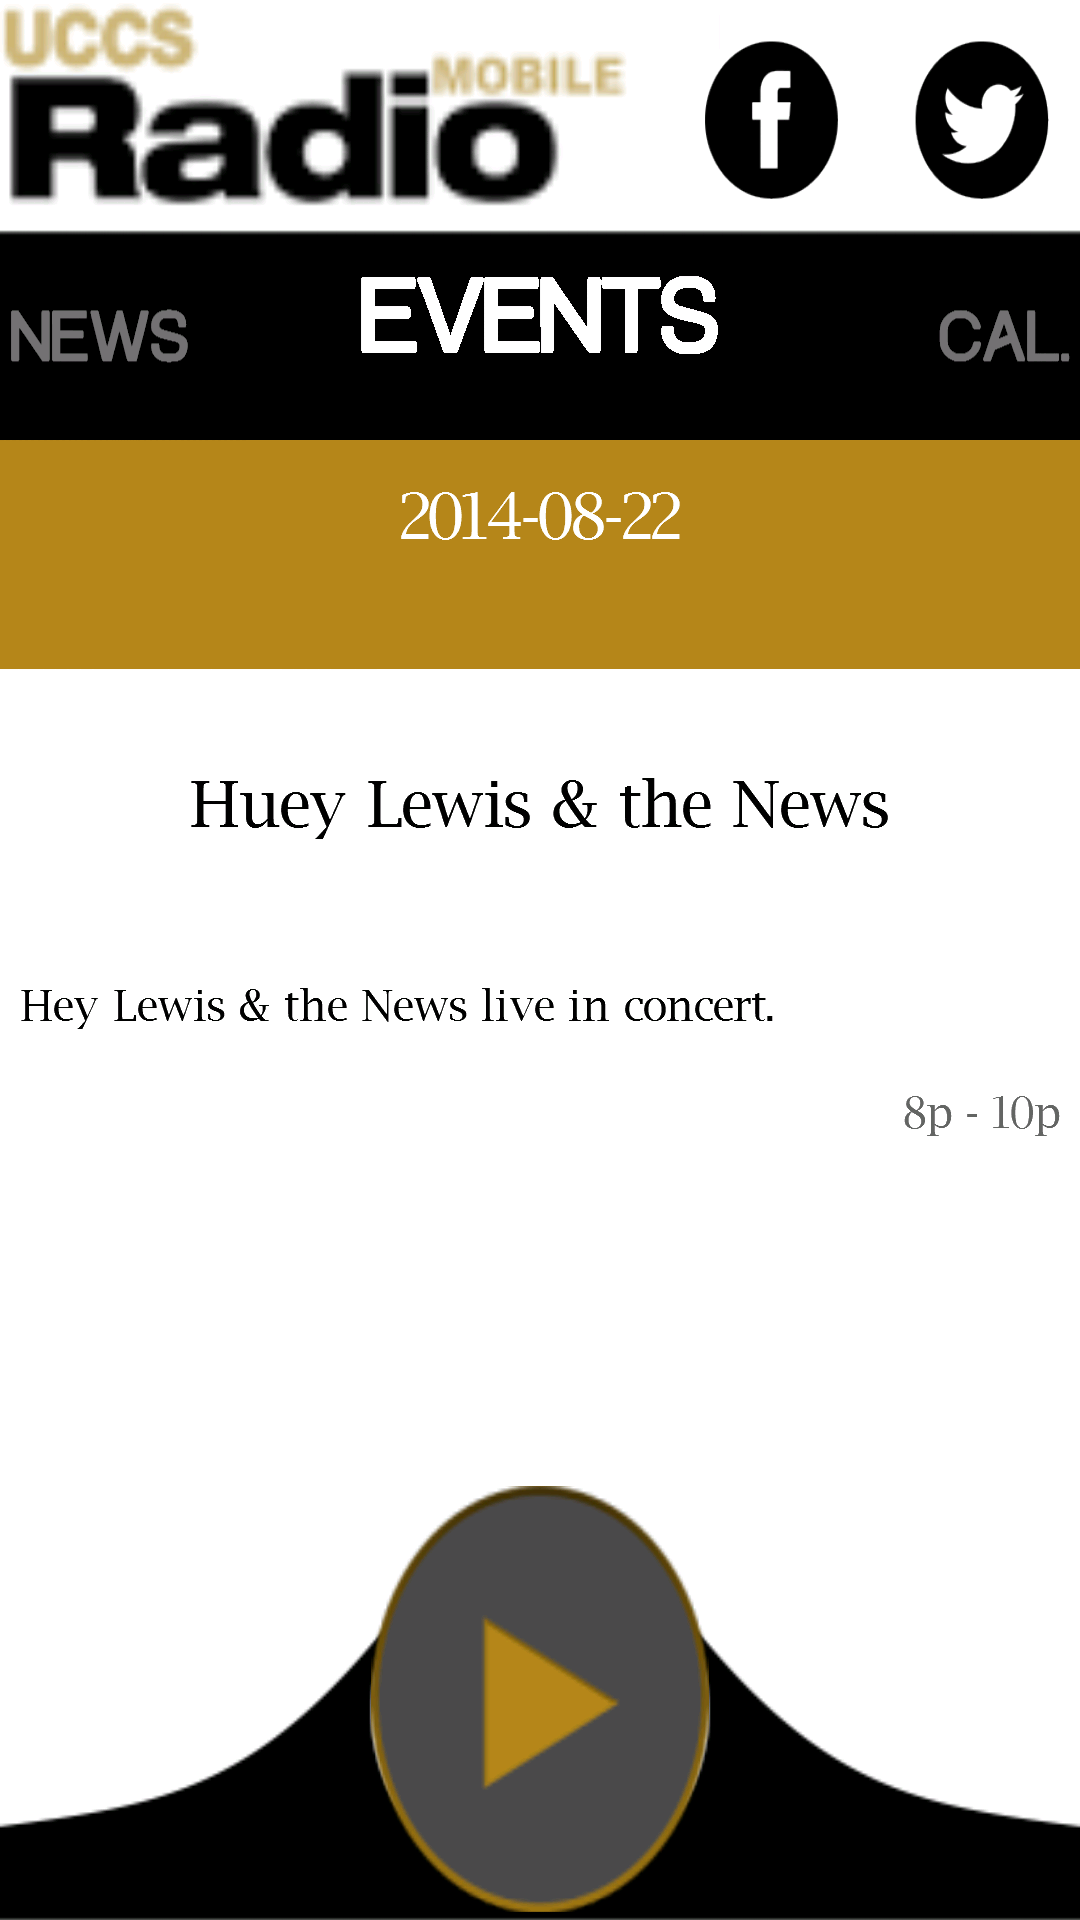 UCCS
Radio MOBILE
NEWS EVENTS CAL.
2014-08-22
Huey Lewis & the News
Hey Lewis & the News live in concert.
8p - 10p